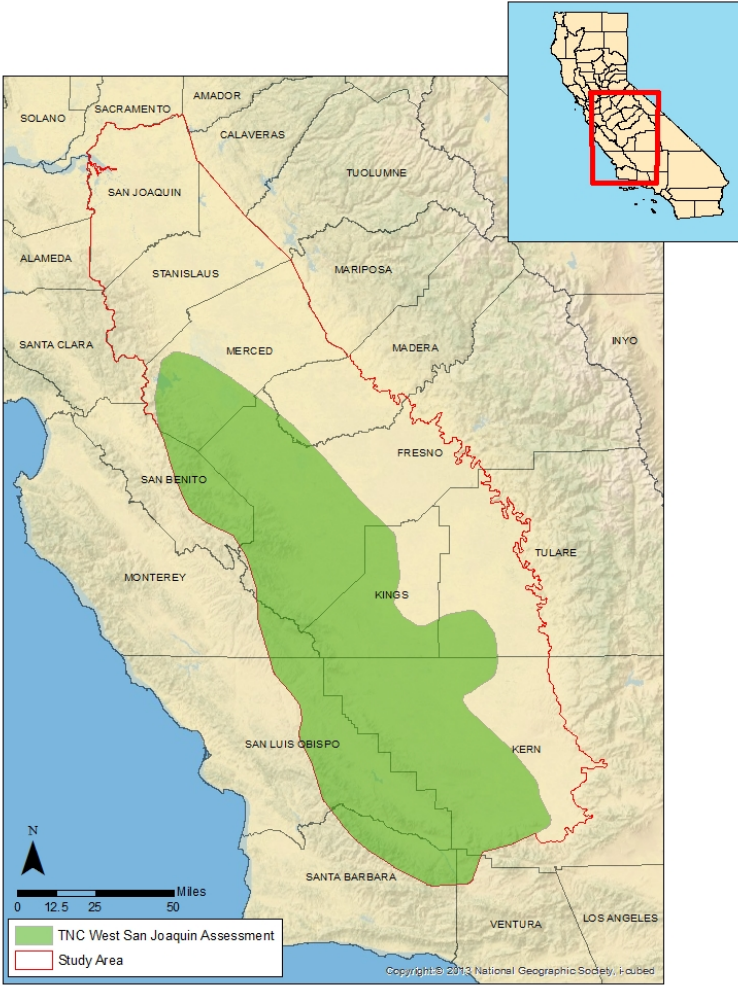 AMADOR
SACRAMENTO
SOLANO
CALAVERAS
TUOLUMNE
SAN JOAQUIN
ALAMEDA
STANISLAUS
MARIPOSA
INYO
SANTA CLARA
MERCED
MADERA
FRESNO
SAN BENITO
TULARE
MONTEREY
KINGS
SAN LUIS OBISPO
KERN
N
SANTA BARBARA
Miles
0 12.5 25 50
VENTURA
LOS ANGELES
TNC West San Joaquin Assessment
Study Area
Copyright:© 2013 National Geographic Society, i-cubed